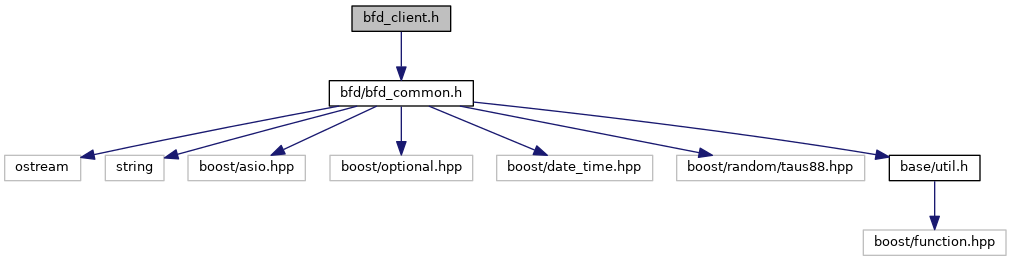 bfd_client.h
bfd/bfd_common.h
ostream
string
boost/asio.hpp
boost/optional.hpp
boost/date_time.hpp
boost/random/taus88.hpp
base/util.h
boost/function.hpp